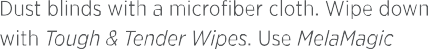 Dust blinds with a microfiber cloth. Wipe down
with Tough & Tender Wipes. Use MelaMagic